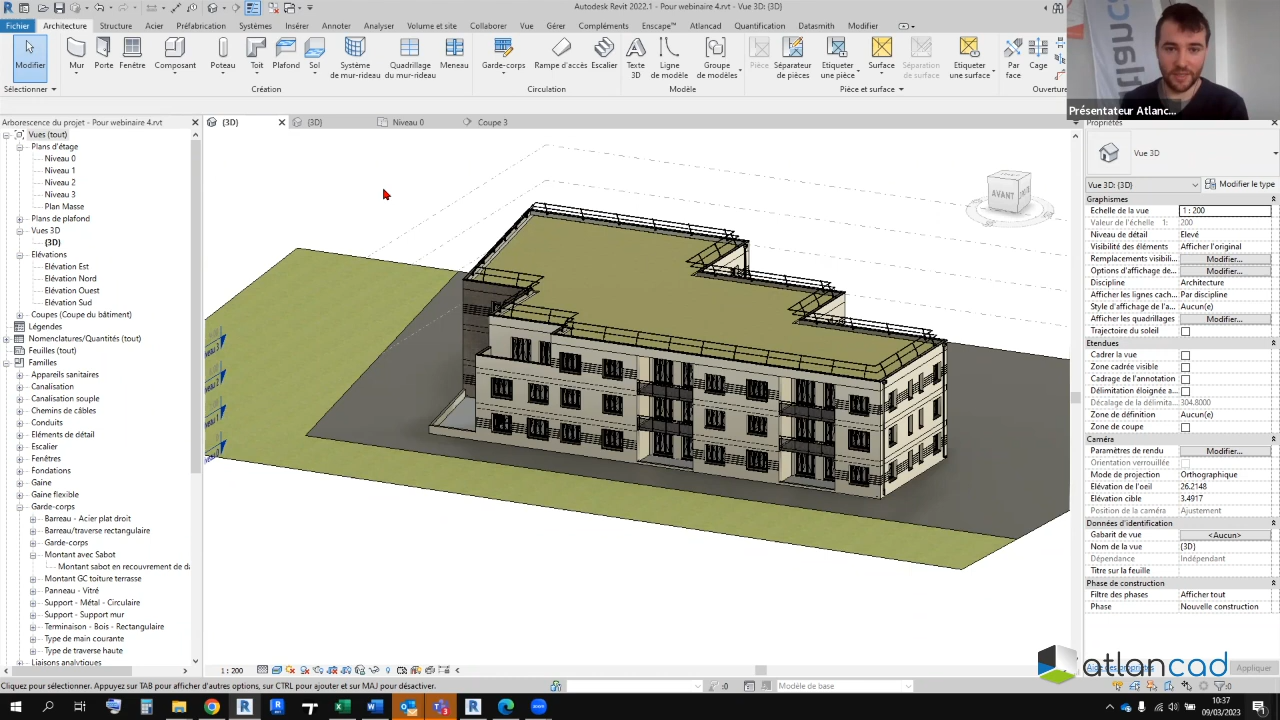 Autodesk Revit 2022.1 - Pour webinaire 4.rvt - Vue 3D: {3D}
Fichier Architecture Structure Acier Préfabrication Systèmes Insérer Annoter Analyser Volume et site Collaborer Vue Gérer Compléments Enscape™ Quantification Datasmith Modifier
Modifier Mur Porte Fenêtre Composant Poteau Toit Plafond Sol Système Quadrillage Meneau Garde-corps Rampe d'accès Escalier Texte Ligne Groupe Pièce Séparateur Etiqueter Surface Séparation Etiqueter Par Cage
du mur-rideau du mur-rideau 3D de modèle de modèle de pièces une pièce de surface une surface face
Sélectionner Création Circulation Modèle Pièce et surface Ouverture
Présentateur Atlanc...
Arborescence du projet - Pour webinaire 4.rvt
{3D}
{3D}
Niveau 0
Coupe 3
Vues (tout)
Plans d'étage
Niveau 0
Niveau 1
Niveau 2
Niveau 3
Plan Masse
Plans de plafond
Vues 3D
{3D}
Elévations
Elévation Est
Elévation Nord
Elévation Ouest
Elévation Sud
Coupes (Coupe du bâtiment)
Légendes
Nomenclatures/Quantités (tout)
Feuilles (tout)
Familles
Appareils sanitaires
Canalisation
Canalisation souple
Chemins de câbles
Conduits
Eléments de détail
Escalier
Fenêtres
Fondations
Gaine
Gaine flexible
Garde-corps
Barreau - Acier plat droit
Barreau/traverse rectangulaire
Garde-corps
Montant avec Sabot
Montant sabot en recouvrement de da
Montant GC toiture terrasse
Panneau - Vitré
Support - Métal - Circulaire
Support - Support mur
Terminaison - Bois - Rectangulaire
Type de main courante
Type de traverse haute
Liaisons analytiques
AVANT
Propriétés
Vue 3D
Vue 3D: {3D} Modifier le type
Graphismes
Echelle de la vue 1 : 200
Valeur de l'échelle 1: 200
Niveau de détail Elevé
Visibilité des éléments Afficher l'original
Remplacements visibili... Modifier...
Options d'affichage de... Modifier...
Discipline Architecture
Afficher les lignes cach... Par discipline
Style d'affichage de l'a... Aucun(e)
Afficher les quadrillages Modifier...
Trajectoire du soleil
Etendues
Cadrer la vue
Zone cadrée visible
Cadrage de l'annotation
Délimitation éloignée a...
Décalage de la délimita... 304.8000
Zone de définition Aucun(e)
Zone de coupe
Caméra
Paramètres de rendu Modifier...
Orientation verrouillée
Mode de projection Orthographique
Elévation de l'oeil 26.2148
Elévation cible 3.4917
Position de la caméra Ajustement
Données d'identification
Gabarit de vue <Aucun>
Nom de la vue {3D}
Dépendance Indépendant
Titre sur la feuille
Phase de construction
Filtre des phases Afficher tout
Phase Nouvelle construction
Appliquer
atlancad
1 : 200
Cliquez pour sélectionner. Appuyez sur TAB pour afficher d'autres options, sur CTRL pour ajouter et sur MAJ pour désactiver.
:0
Modèle de base
:0
10:37
09/03/2023